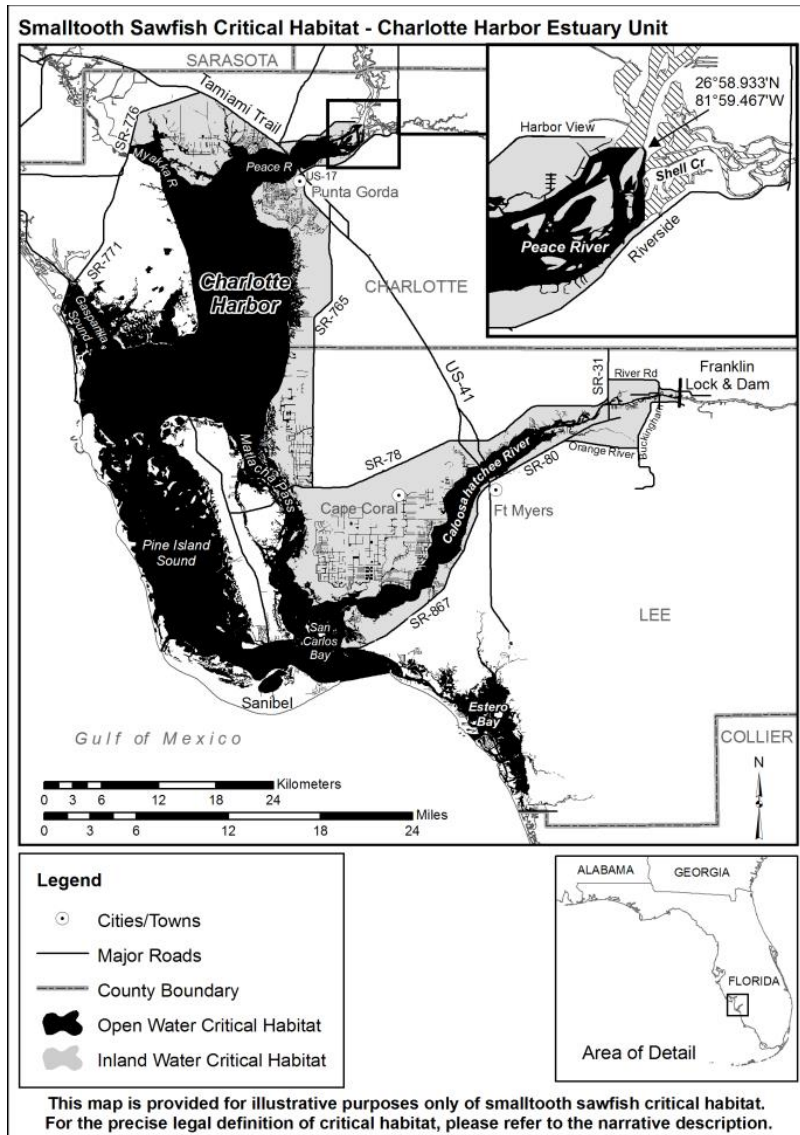 Smalltooth Sawfish Critical Habitat - Charlotte Harbor Estuary Unit
SARASOTA
Tamiami Trail
SR-776
Myakka R
Peace R
US-17
Punta Gorda
26°58.933'N
81°59.467'W
Harbor View
Shell Cr
Peace River
Riverside
SR-771
Gasparilla
Sound
Charlotte
Harbor
CHARLOTTE
SR-765
US-41
SR-31
River Rd
Franklin
Lock & Dam
Buckingham
Orange River
SR-78
SR-80
Matlacha Pass
Cape Coral
Caloosahatchee River
Ft Myers
Pine Island
Sound
SR-867
San
Carlos
Bay
LEE
Sanibel
Estero
Bay
Gulf of Mexico
COLLIER
N
Kilometers
0 3 6 12 18 24
Miles
0 3 6 12 18 24
Legend
Cities/Towns
Major Roads
County Boundary
Open Water Critical Habitat
Inland Water Critical Habitat
ALABAMA
GEORGIA
FLORIDA
Area of Detail
This map is provided for illustrative purposes only of smalltooth sawfish critical habitat.
For the precise legal definition of critical habitat, please refer to the narrative description.